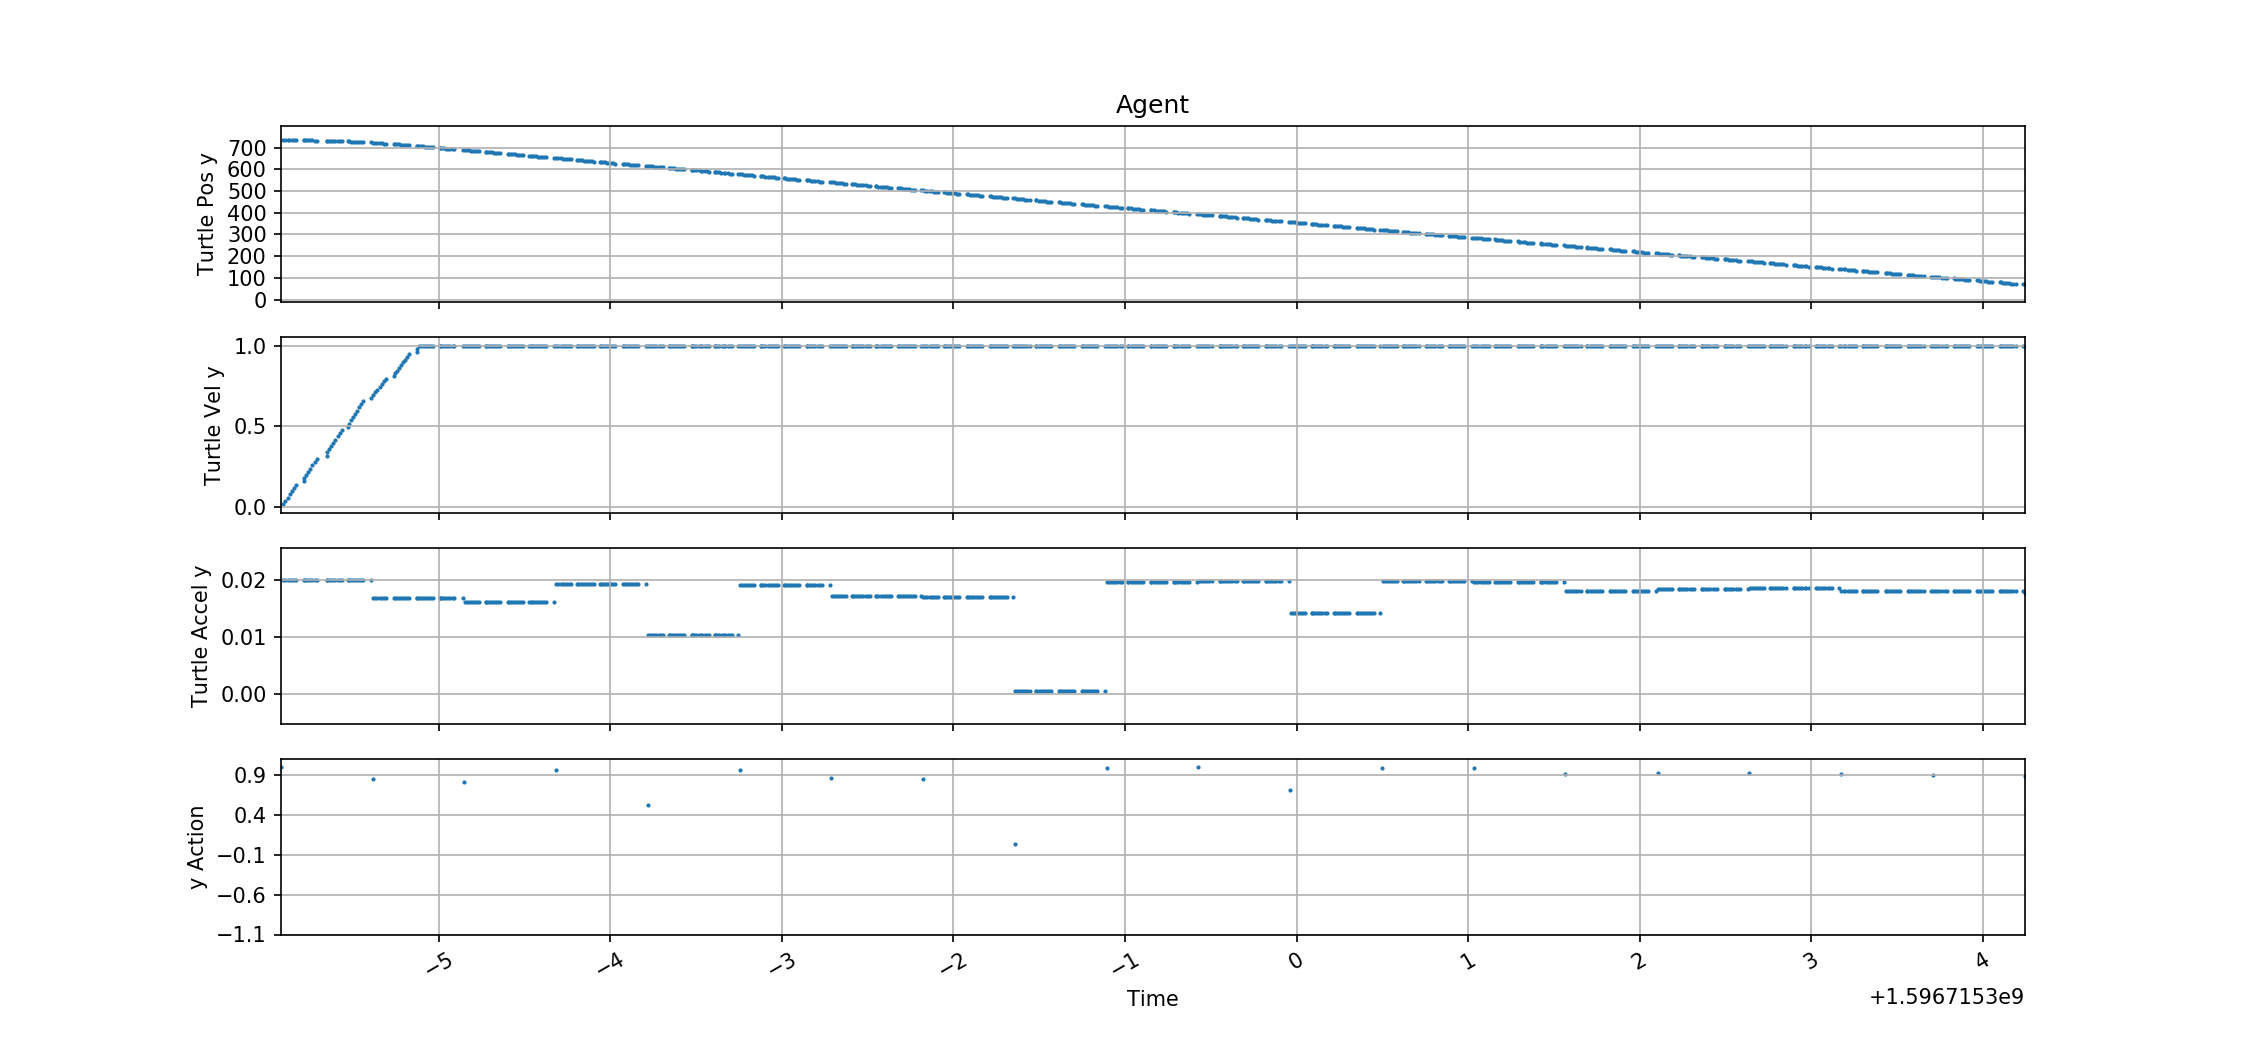 Agent
Turtle Pos y
700
600
500
400
300
200
100
0
Turtle Vel y
1.0
0.5
0.0
Turtle Accel y
0.02
0.01
0.00
y Action
0.9
0.4
−0.1
−0.6
−1.1
−5 −4 −3 −2 −1 0 1 2 3 4
Time
+1.5967153e9